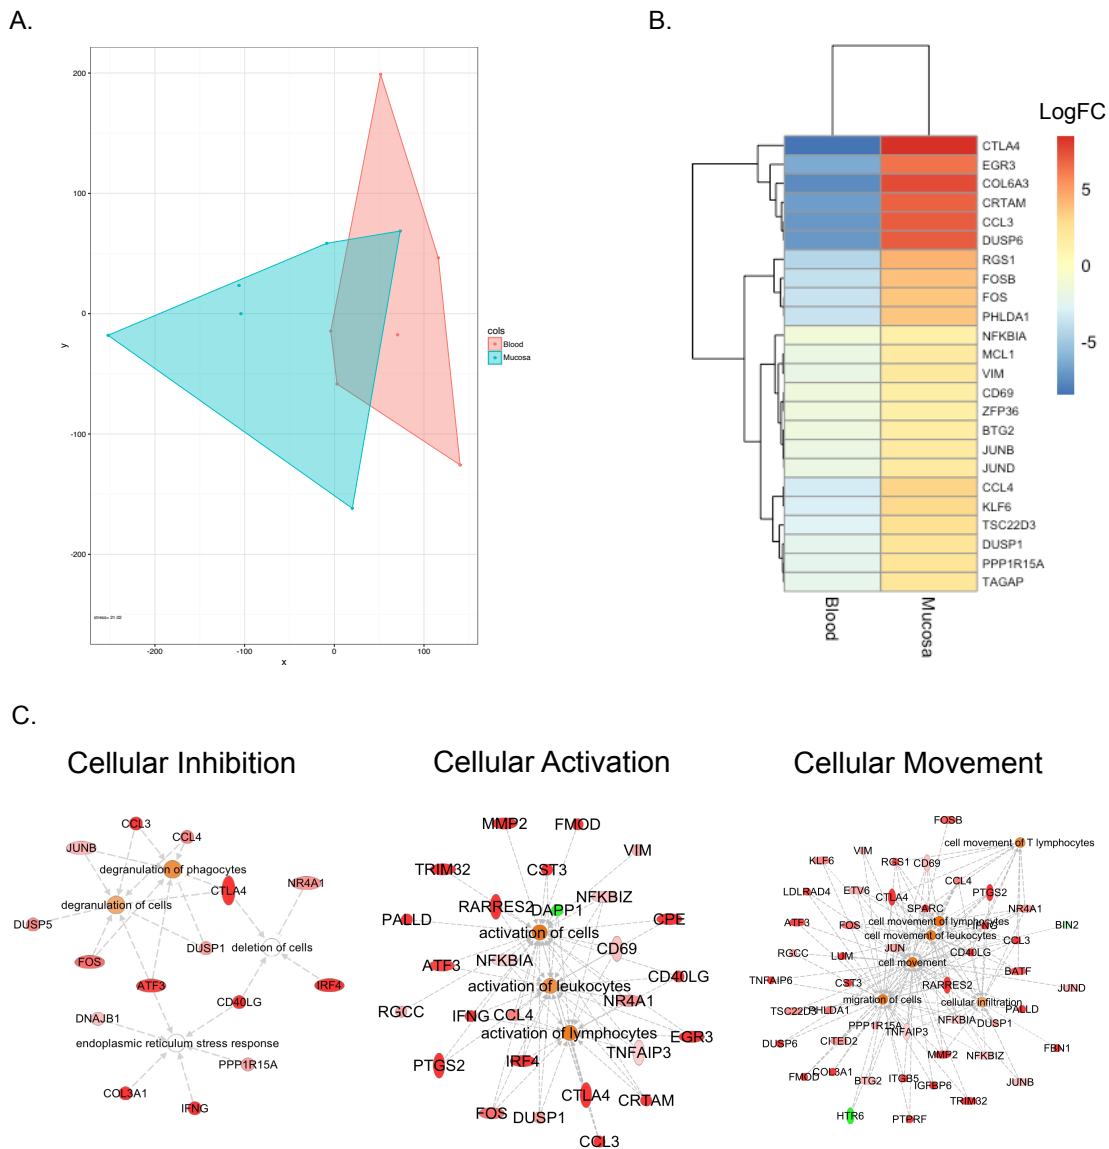 A.
B.
200
100
0
-100
-200
y
-200
-100
0
100
x
stress= 21.02
cols
Blood
Mucosa
LogFC
5
0
-5
CTLA4
EGR3
COL6A3
CRTAM
CCL3
DUSP6
RGS1
FOSB
FOS
PHLDA1
NFKBIA
MCL1
VIM
CD69
ZFP36
BTG2
JUNB
JUND
CCL4
KLF6
TSC22D3
DUSP1
PPP1R15A
TAGAP
Blood
Mucosa
C.
Cellular Inhibition
CCL3
CCL4
JUNB
degranulation of phagocytes
NR4A1
CTLA4
degranulation of cells
DUSP5
DUSP1
deletion of cells
FOS
ATF3
IRF4
CD40LG
DNAJB1
endoplasmic reticulum stress response
PPP1R15A
COL3A1
IFNG
Cellular Activation
MMP2
FMOD
VIM
TRIM32
CST3
NFKBIZ
RARRES2
DAPP1
PALLD
CPE
activation of cells
CD69
NFKBIA
ATF3
CD40LG
activation of leukocytes
NR4A1
RGCC
IFNG
CCL4
activation of lymphocytes
EGR3
TNFAIP3
IRF4
PTGS2
CTLA4
CRTAM
FOS
DUSP1
CCL3
Cellular Movement
FOSB
cell movement of T lymphocytes
VIM
KLF6
RGS1
CD69
CCL4
LDLRAD4
ETV6
CTLA4
PTGS2
SPARC
NR4A1
ATF3
FOS
cell movement of lymphocytes
IFNG
BIN2
cell movement of leukocytes
CCL3
JUN
RGCC
LUM
CD40LG
cell movement
BATF
TNFAIP6
CST3
RARRES2
JUND
migration of cells
cellular infiltration
TSC22D3
PHLDA1
PALLD
NFKBIA
DUSP1
PPP1R15A
TNFAIP3
DUSP6
CITED2
FBN1
MMP2
NFKBIZ
FMOD
COL3A1
BTG2
ITGB5
IGFBP6
JUNB
TRIM32
HTR6
PTPRF